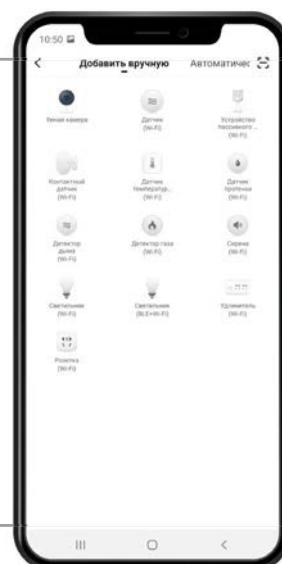 10:50
Добавить вручную
Автоматичес
Умная камера
Датчик
(Wi-Fi)
Устройство
пассивного ...
(Wi-Fi)
Контактный
датчик
(Wi-Fi)
Датчик
температур...
(Wi-Fi)
Датчик
протечки
(Wi-Fi)
Детектор
дыма
(Wi-Fi)
Детектор газа
(Wi-Fi)
Сирена
(Wi-Fi)
Светильник
(Wi-Fi)
Светильник
(BLE+Wi-Fi)
Удлинитель
(Wi-Fi)
Розетка
(Wi-Fi)